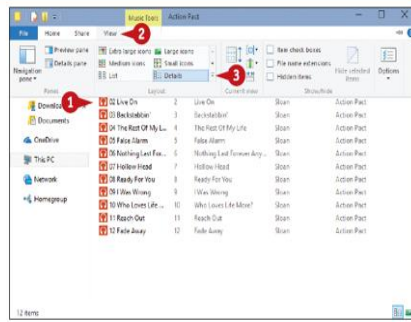 Music Tools Action Pact
File Home Share View
Preview pane
Details pane
Navigation pane
Panes
Extra large icons Large icons
Medium icons Small icons
List Details
Layout
Current view
Item check boxes
File name extensions
Hidden items
Hide selected items
Show/hide
Options
Downloa
Documents
OneDrive
This PC
Network
Homegroup
1
2
3
02 Live On 2 Live On Sloan Action Pact
03 Backstabbin' 3 Backstabbin' Sloan Action Pact
04 The Rest Of My L... 4 The Rest Of My Life Sloan Action Pact
05 False Alarm 5 False Alarm Sloan Action Pact
06 Nothing Last For... 6 Nothing Last Forever Any... Sloan Action Pact
07 Hollow Head 7 Hollow Head Sloan Action Pact
08 Ready For You 8 Ready For You Sloan Action Pact
09 I Was Wrong 9 I Was Wrong Sloan Action Pact
10 Who Loves Life ... 10 Who Loves Life More? Sloan Action Pact
11 Reach Out 11 Reach Out Sloan Action Pact
12 Fade Away 12 Fade Away Sloan Action Pact
12 items